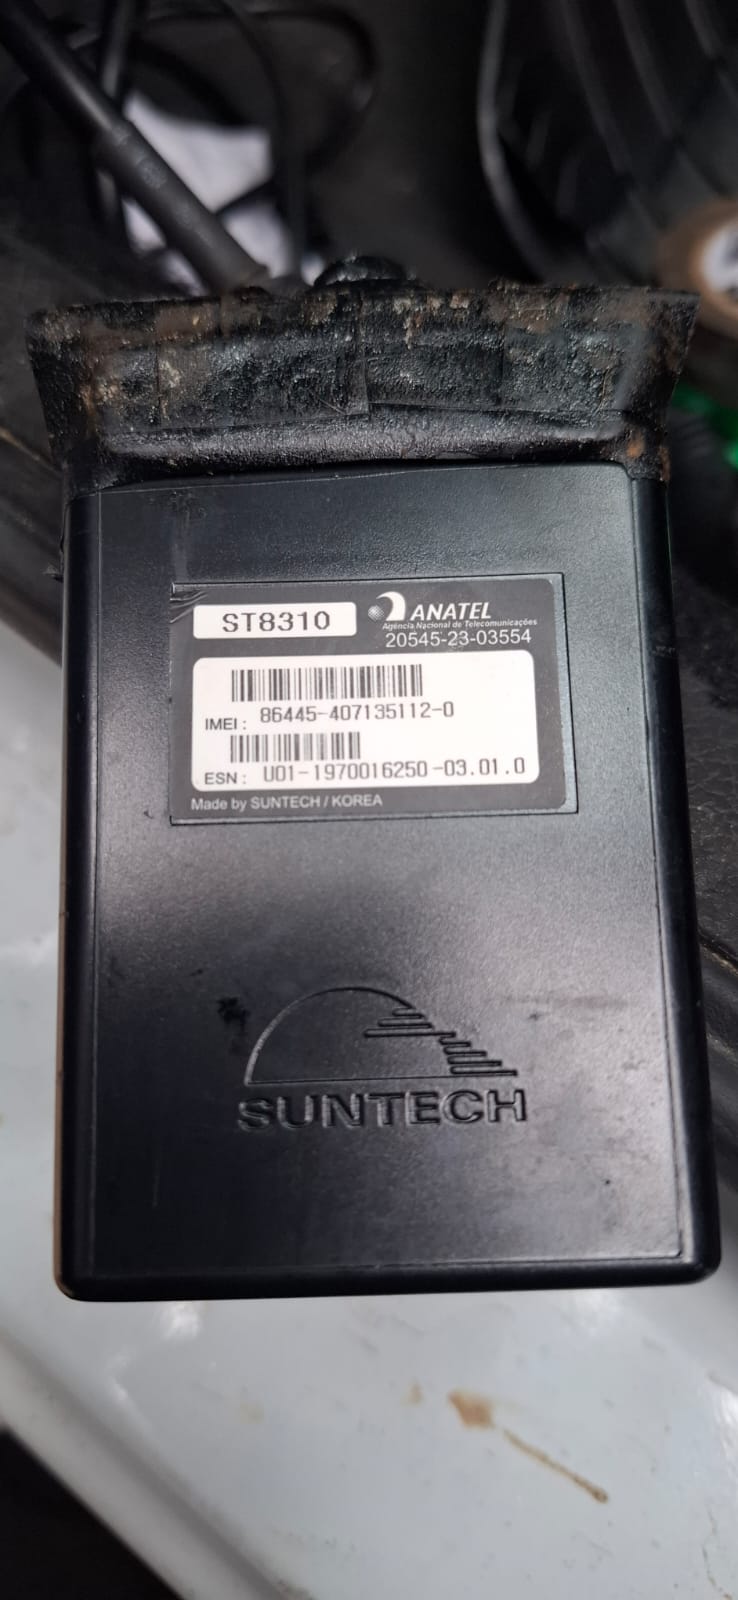 ST8310
ANATEL
Agência Nacional de Telecomunicações
20545-23-03554
IMEI : 86445-407135112-0
ESN : U01-1970016250-03.01.0
Made by SUNTECH / KOREA
SUNTECH